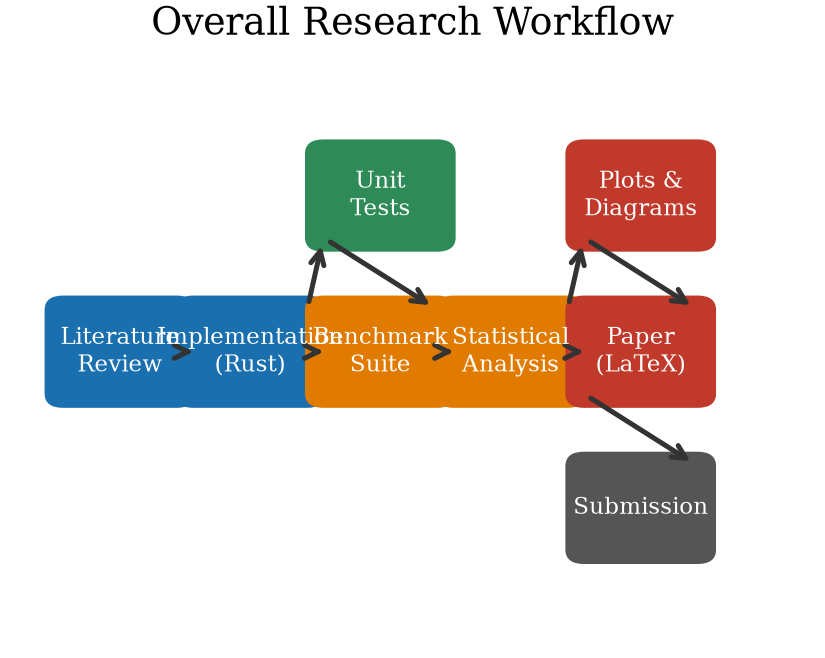 Overall Research Workflow
Unit
Tests
Plots &
Diagrams
Literature
Review
Implementation
(Rust)
Benchmark
Suite
Statistical
Analysis
Paper
(LaTeX)
Submission